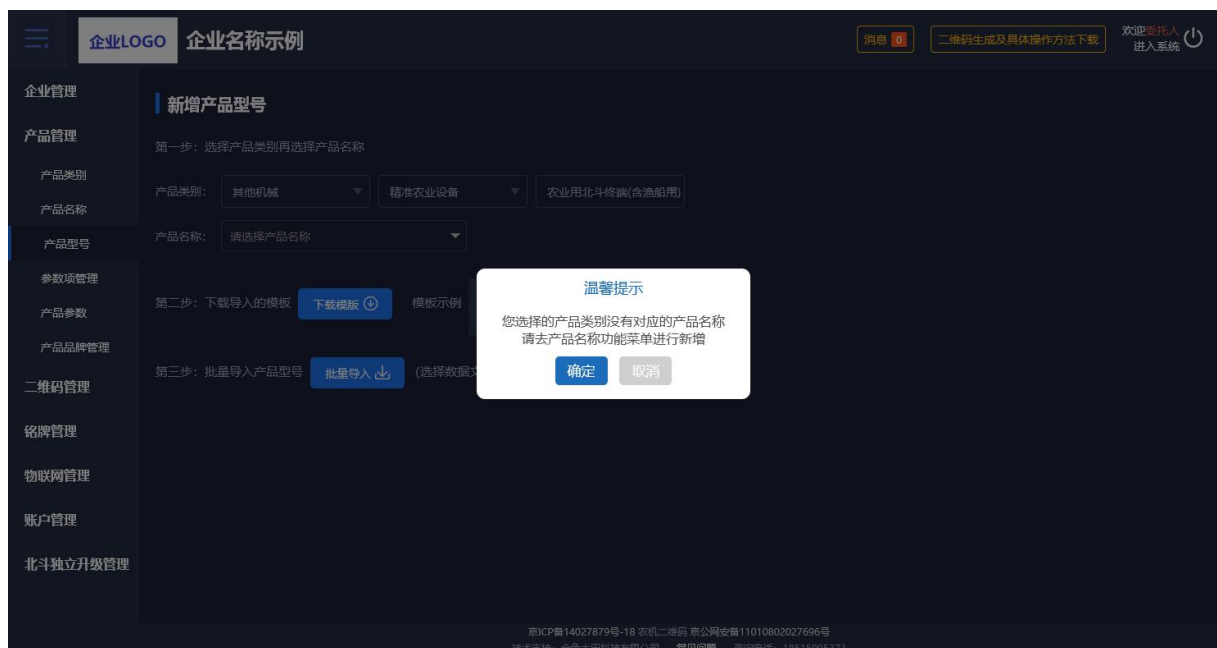 企业LOGO
企业名称示例
消息 0
二维码生成及具体操作方法下载
欢迎受托人
进入系统
企业管理
产品管理
产品类别
产品名称
产品型号
参数项管理
产品参数
产品品牌管理
二维码管理
铭牌管理
物联网管理
账户管理
北斗独立升级管理
新增产品型号
第一步：选择产品类别再选择产品名称
产品类别： 其他机械 精准农业设备 农业用北斗终端(含渔船用)
产品名称： 请选择产品名称
第二步：下载导入的模板 下载模版 模板示例
第三步：批量导入产品型号 批量导入 (选择数据文
温馨提示
您选择的产品类别没有对应的产品名称
请去产品名称功能菜单进行新增
确定 取消
京ICP备14027879号-18 农机二维码 京公网安备11010802027696号
常见问题